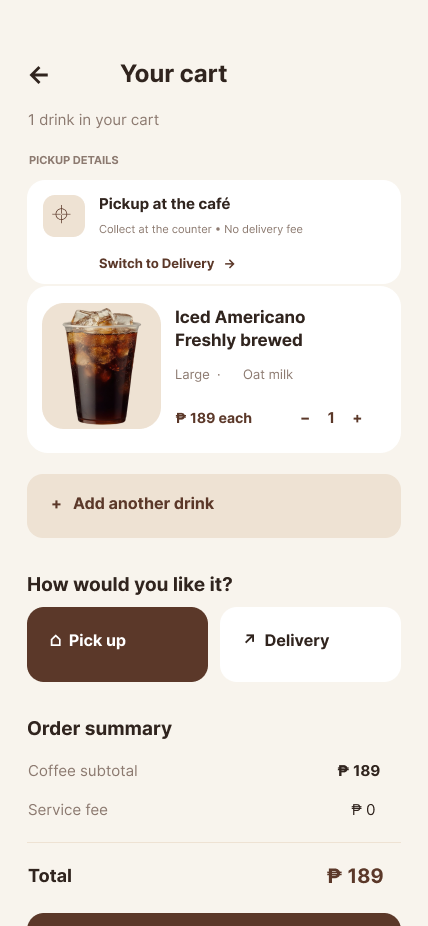 ← Your cart
1 drink in your cart
PICKUP DETAILS
Pickup at the café
Collect at the counter • No delivery fee
Switch to Delivery →
Iced Americano
Freshly brewed
Large · Oat milk
₱ 189 each − 1 +
+ Add another drink
How would you like it?
⌂ Pick up
↗ Delivery
Order summary
Coffee subtotal ₱ 189
Service fee ₱ 0
Total ₱ 189